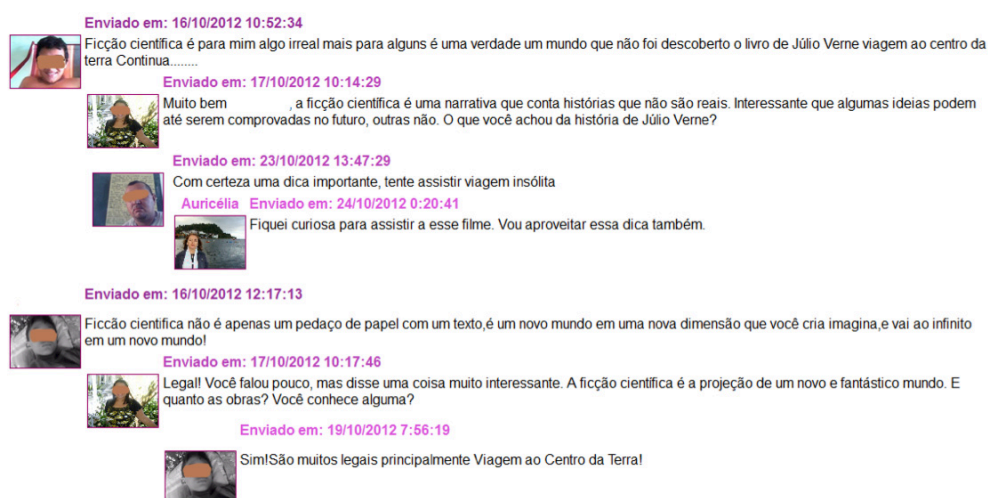 Enviado em: 16/10/2012 10:52:34
Ficção científica é para mim algo irreal mais para alguns é uma verdade um mundo que não foi descoberto o livro de Júlio Verne viagem ao centro da
terra Continua........
Enviado em: 17/10/2012 10:14:29
Muito bem , a ficção científica é uma narrativa que conta histórias que não são reais. Interessante que algumas ideias podem
até serem comprovadas no futuro, outras não. O que você achou da história de Júlio Verne?
Enviado em: 23/10/2012 13:47:29
Com certeza uma dica importante, tente assistir viagem insólita
Auricélia Enviado em: 24/10/2012 0:20:41
Fiquei curiosa para assistir a esse filme. Vou aproveitar essa dica também.
Enviado em: 16/10/2012 12:17:13
Ficcão cientifica não é apenas um pedaço de papel com um texto,é um novo mundo em uma nova dimensão que você cria imagina,e vai ao infinito
em um novo mundo!
Enviado em: 17/10/2012 10:17:46
Legal! Você falou pouco, mas disse uma coisa muito interessante. A ficção científica é a projeção de um novo e fantástico mundo. E
quanto as obras? Você conhece alguma?
Enviado em: 19/10/2012 7:56:19
Sim!São muitos legais principalmente Viagem ao Centro da Terra!